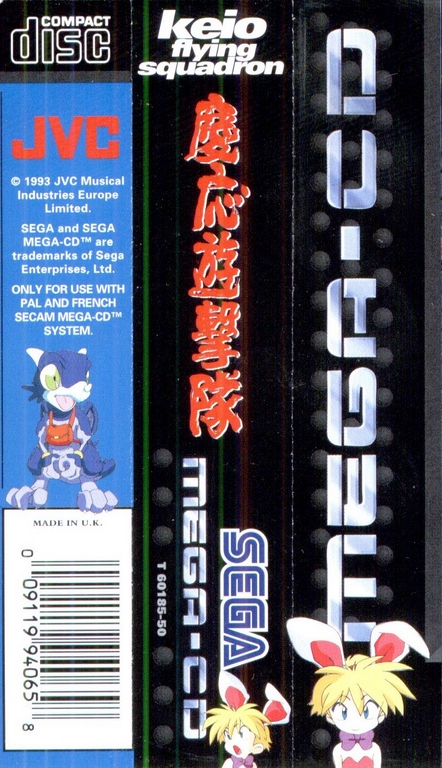 COMPACT
disc
JVC
© 1993 JVC Musical
Industries Europe
Limited.
SEGA and SEGA
MEGA-CD™ are
trademarks of Sega
Enterprises, Ltd.
ONLY FOR USE WITH
PAL AND FRENCH
SECAM MEGA-CD™
SYSTEM.
MADE IN U.K.
0 09119 94065 8
keio
flying
squadron
慶応遊撃隊
MEGA-CD
T 60185-50
SEGA
MEGA-CD